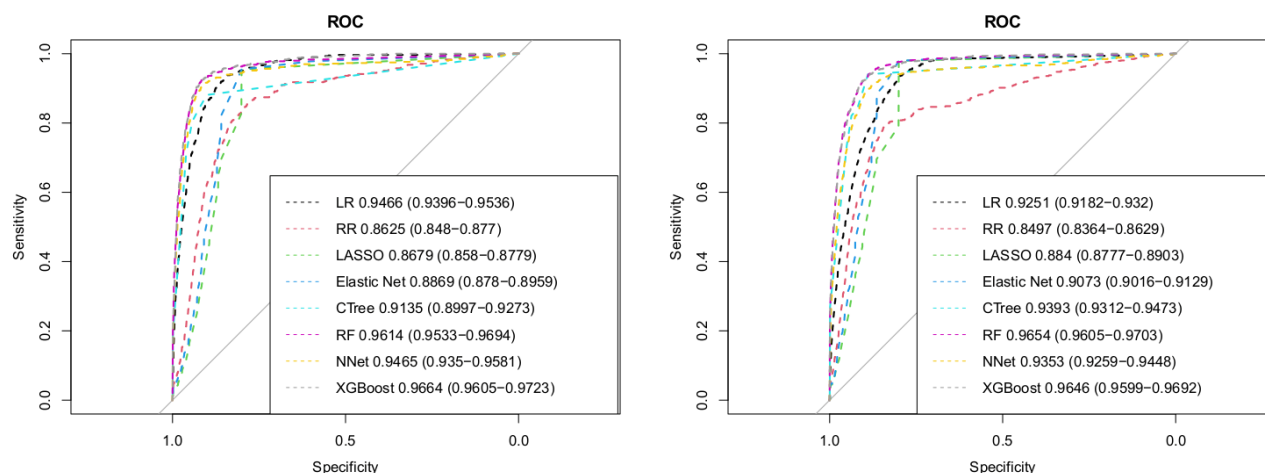 ROC
Sensitivity
1.0
0.8
0.6
0.4
0.2
0.0
LR 0.9466 (0.9396−0.9536)
RR 0.8625 (0.848−0.877)
LASSO 0.8679 (0.858−0.8779)
Elastic Net 0.8869 (0.878−0.8959)
CTree 0.9135 (0.8997−0.9273)
RF 0.9614 (0.9533−0.9694)
NNet 0.9465 (0.935−0.9581)
XGBoost 0.9664 (0.9605−0.9723)
1.0 0.5 0.0
Specificity
ROC
Sensitivity
1.0
0.8
0.6
0.4
0.2
0.0
LR 0.9251 (0.9182−0.932)
RR 0.8497 (0.8364−0.8629)
LASSO 0.884 (0.8777−0.8903)
Elastic Net 0.9073 (0.9016−0.9129)
CTree 0.9393 (0.9312−0.9473)
RF 0.9654 (0.9605−0.9703)
NNet 0.9353 (0.9259−0.9448)
XGBoost 0.9646 (0.9599−0.9692)
1.0 0.5 0.0
Specificity